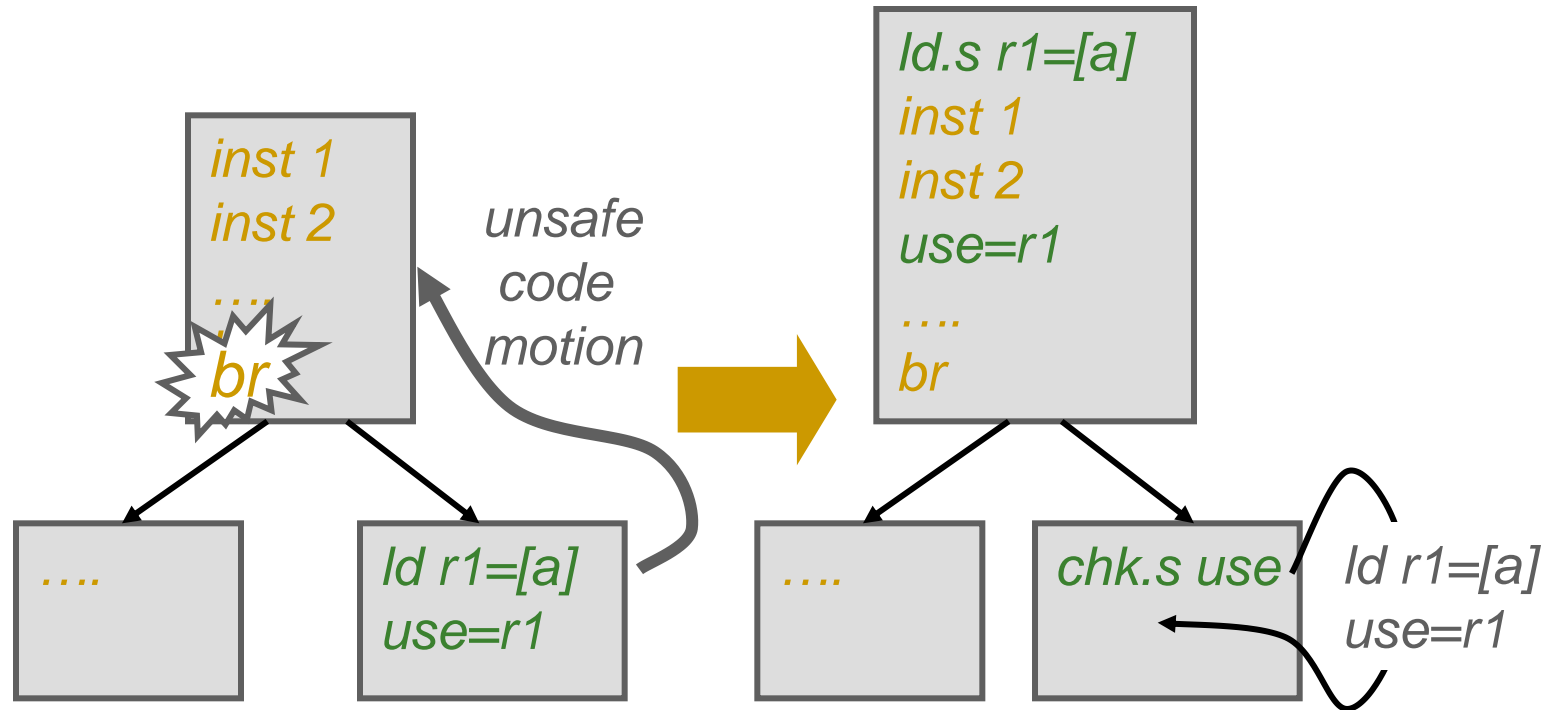 inst 1
inst 2
….
br
unsafe
code
motion
….
ld r1=[a]
use=r1
ld.s r1=[a]
inst 1
inst 2
use=r1
….
br
….
chk.s use
ld r1=[a]
use=r1